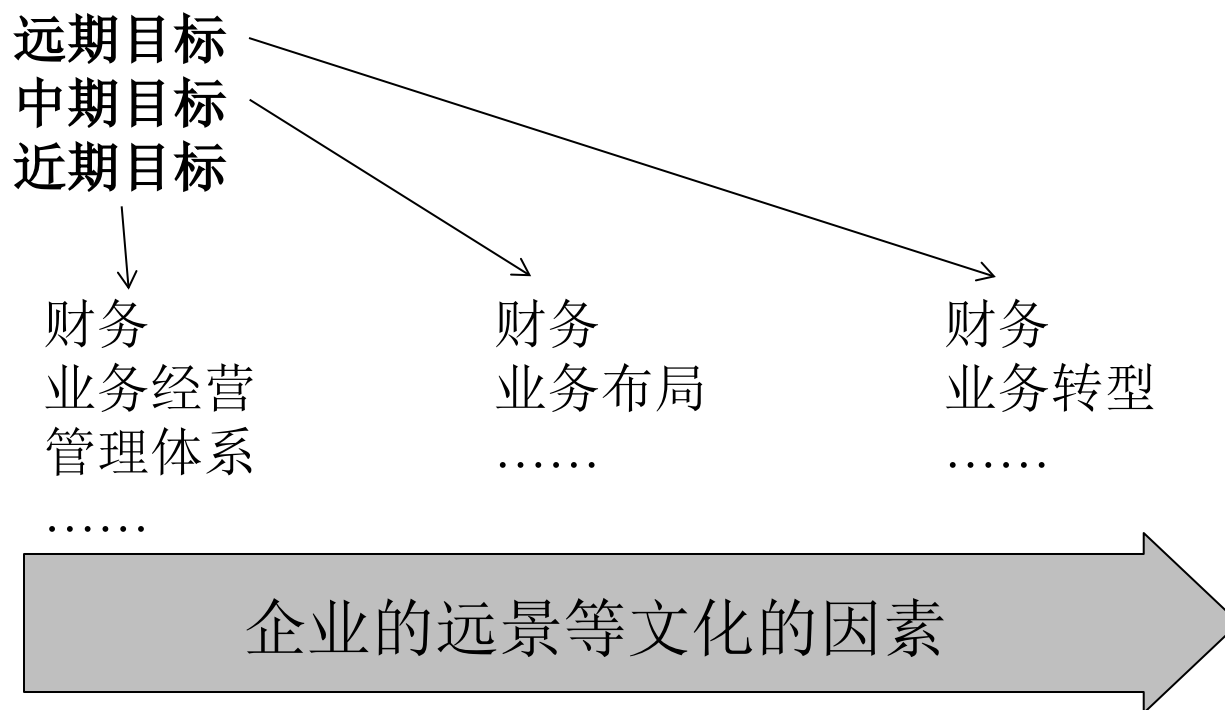 远期目标
中期目标
近期目标
财务
业务经营
管理体系
……
财务
业务布局
……
财务
业务转型
……
企业的远景等文化的因素